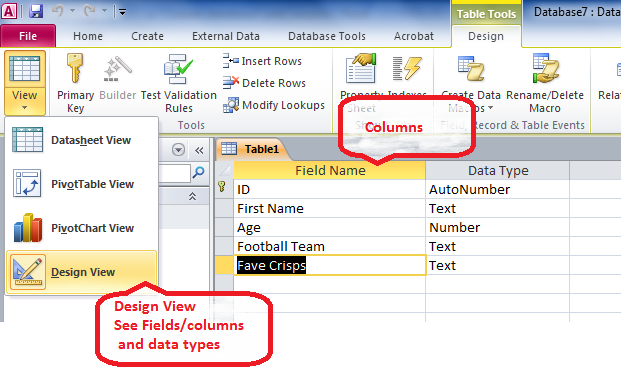 Table Tools
Database7 : Data
File
Home
Create
External Data
Database Tools
Acrobat
Design
View
Primary Key
Builder
Test Validation Rules
Insert Rows
Delete Rows
Modify Lookups
Property Sheet
Indexes
Create Data Macros
Rename/Delete Macro
Tools
Field, Record & Table Events
Columns
Datasheet View
PivotTable View
PivotChart View
Design View
Table1
Field Name Data Type
ID AutoNumber
First Name Text
Age Number
Football Team Text
Fave Crisps Text
Design View
See Fields/columns
and data types